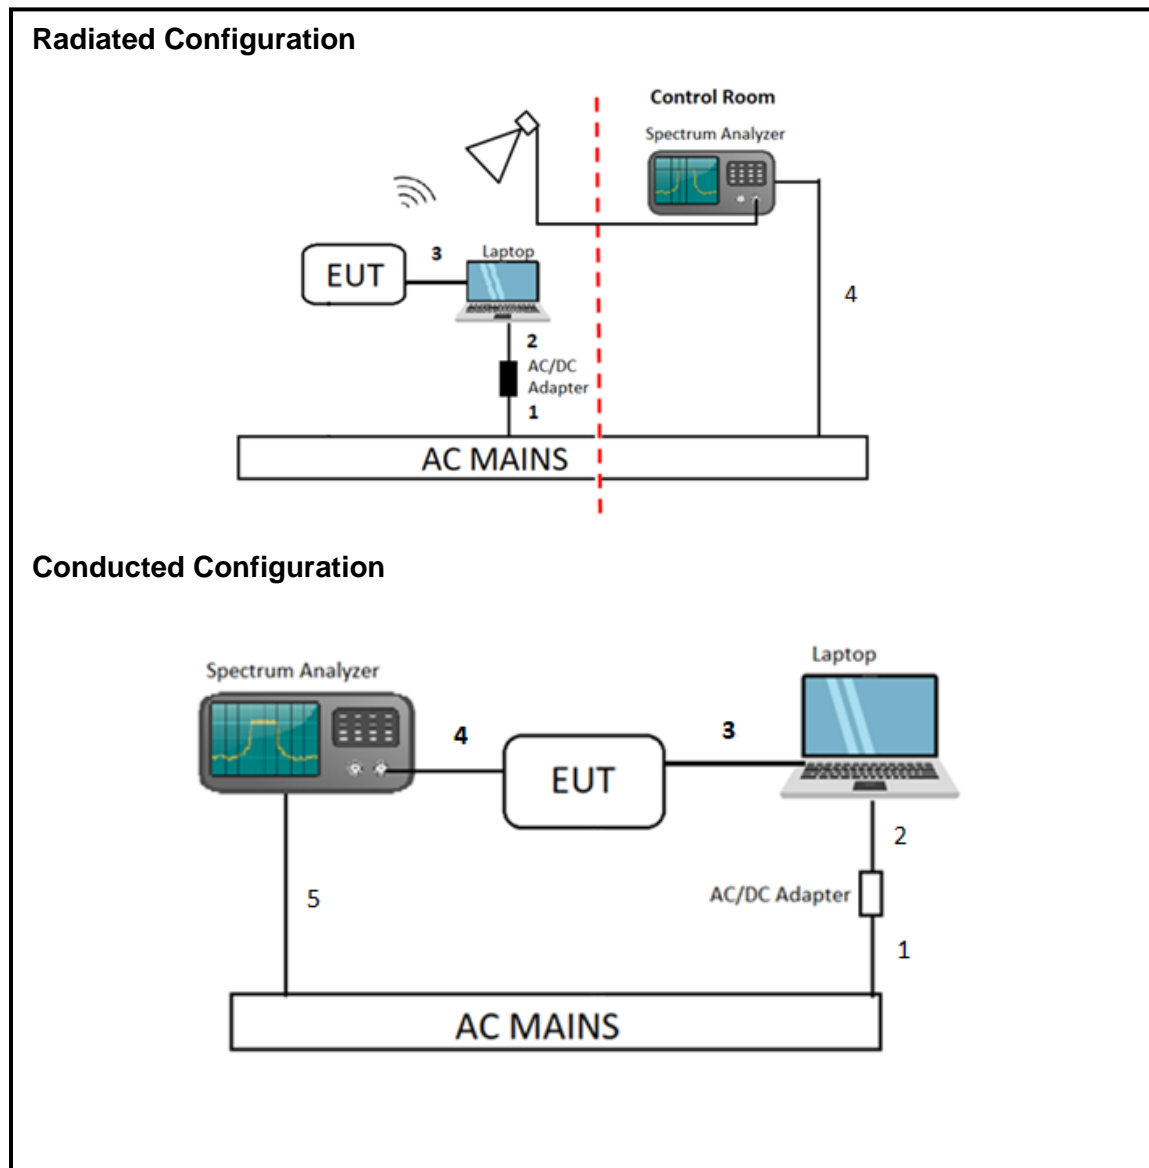 Radiated Configuration
Control Room
Spectrum Analyzer
3
Laptop
EUT
4
2
AC/DC
Adapter
1
AC MAINS
Conducted Configuration
Laptop
Spectrum Analyzer
4
3
EUT
2
AC/DC Adapter
5
1
AC MAINS